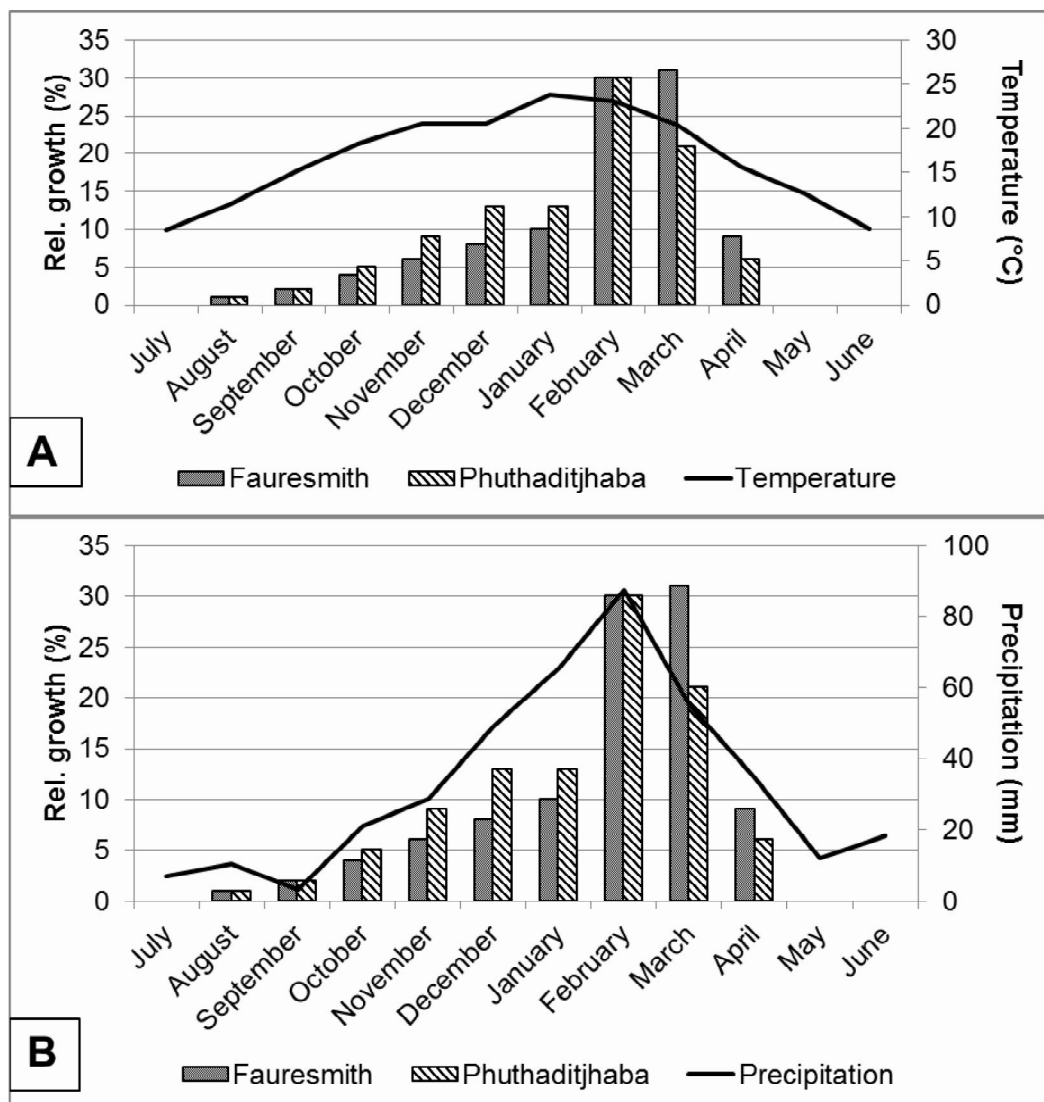 35
30
25
20
15
10
5
0
Rel. growth (%)
30
25
20
15
10
5
0
Temperature (°C)
July
August
September
October
November
December
January
February
March
April
May
June
A
Fauresmith
Phuthaditjhaba
Temperature
35
30
25
20
15
10
5
0
Rel. growth (%)
100
80
60
40
20
0
Precipitation (mm)
July
August
September
October
November
December
January
February
March
April
May
June
B
Fauresmith
Phuthaditjhaba
Precipitation